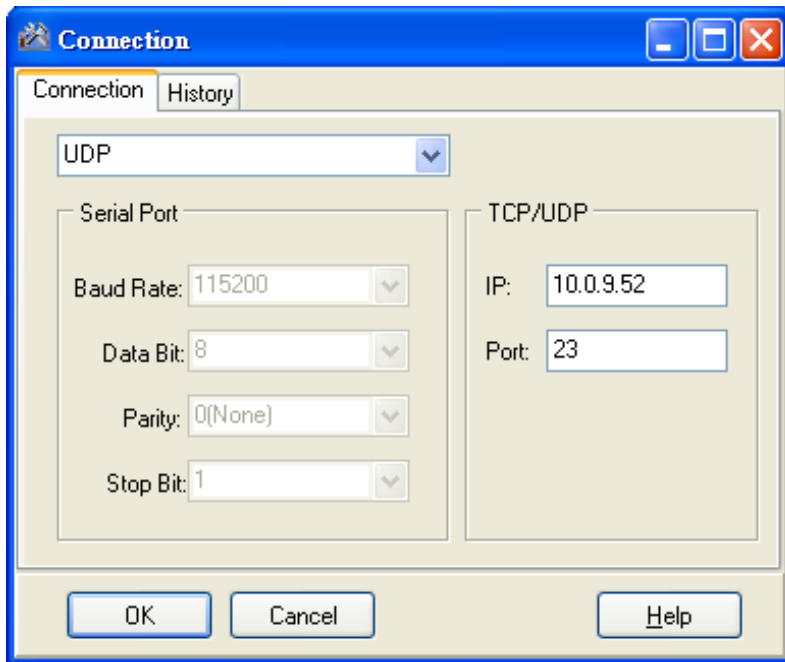 Connection
Connection History
UDP
Serial Port
Baud Rate: 115200
Data Bit: 8
Parity: 0(None)
Stop Bit: 1
TCP/UDP
IP: 10.0.9.52
Port: 23
OK Cancel Help